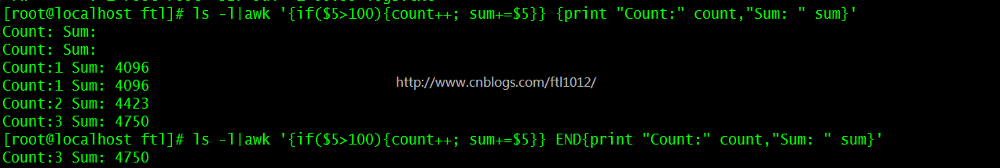 [root@localhost ftl]# ls -l|awk '{if($5>100){count++; sum+=$5}} {print "Count:" count,"Sum: " sum}'
Count: Sum:
Count: Sum:
Count:1 Sum: 4096
Count:1 Sum: 4096
http://www.cnblogs.com/ftl1012/
Count:2 Sum: 4423
Count:3 Sum: 4750
[root@localhost ftl]# ls -l|awk '{if($5>100){count++; sum+=$5}} END{print "Count:" count,"Sum: " sum}'
Count:3 Sum: 4750